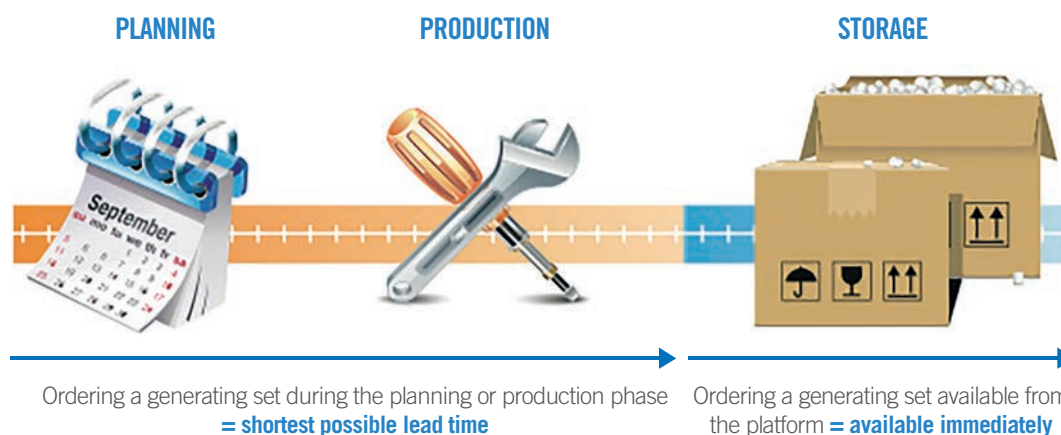 PLANNING
PRODUCTION
STORAGE
September
Ordering a generating set during the planning or production phase
= shortest possible lead time
Ordering a generating set available from
the platform = available immediately